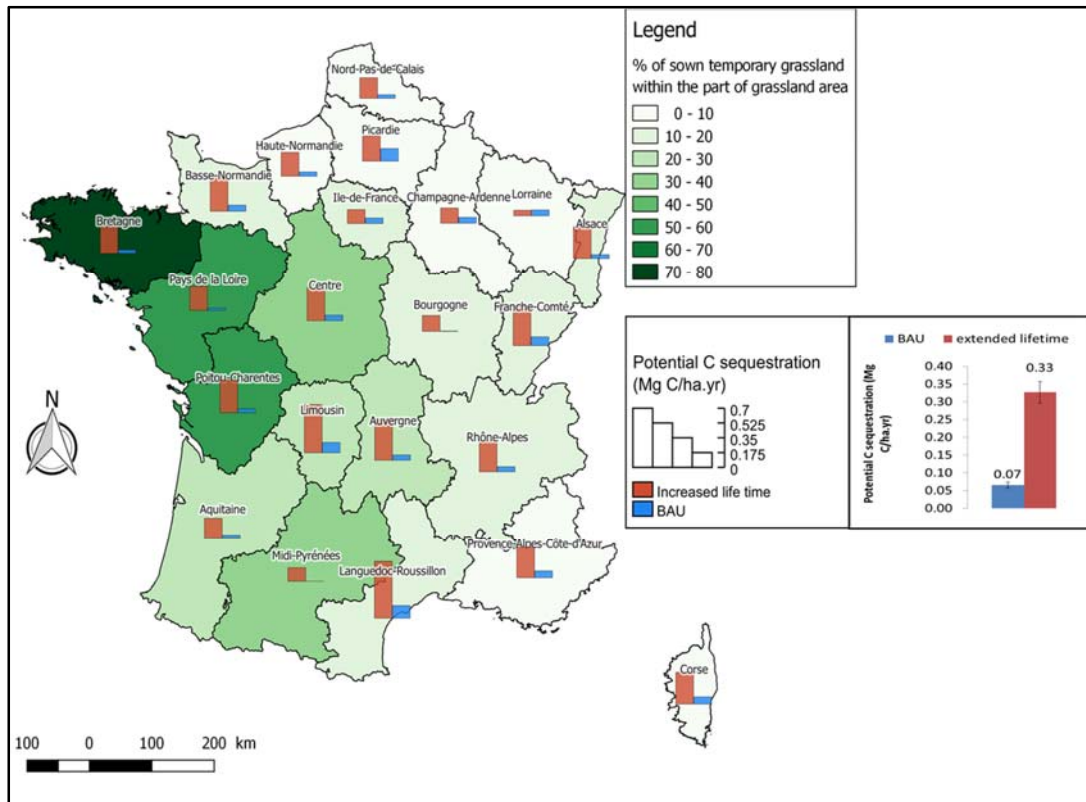 Legend
% of sown temporary grassland
within the part of grassland area
0 - 10
10 - 20
20 - 30
30 - 40
40 - 50
50 - 60
60 - 70
70 - 80
Nord-Pas-de-Calais
Picardie
Haute-Normandie
Basse-Normandie
Ile-de-France
Champagne-Ardenne
Lorraine
Alsace
Bretagne
Pays de la Loire
Centre
Bourgogne
Franche-Comté
Poitou-Charentes
Limousin
Auvergne
Rhône-Alpes
Aquitaine
Midi-Pyrénées
Languedoc-Roussillon
Provence-Alpes-Côte-d'Azur
Corse
N
100 0 100 200 km
Potential C sequestration
(Mg C/ha.yr)
0.7
0.525
0.35
0.175
0
Increased life time
BAU
BAU extended lifetime
Potential C sequestration (Mg
C/ha.yr)
0.40
0.35
0.30
0.25
0.20
0.15
0.10
0.05
0.00
0.07
0.33